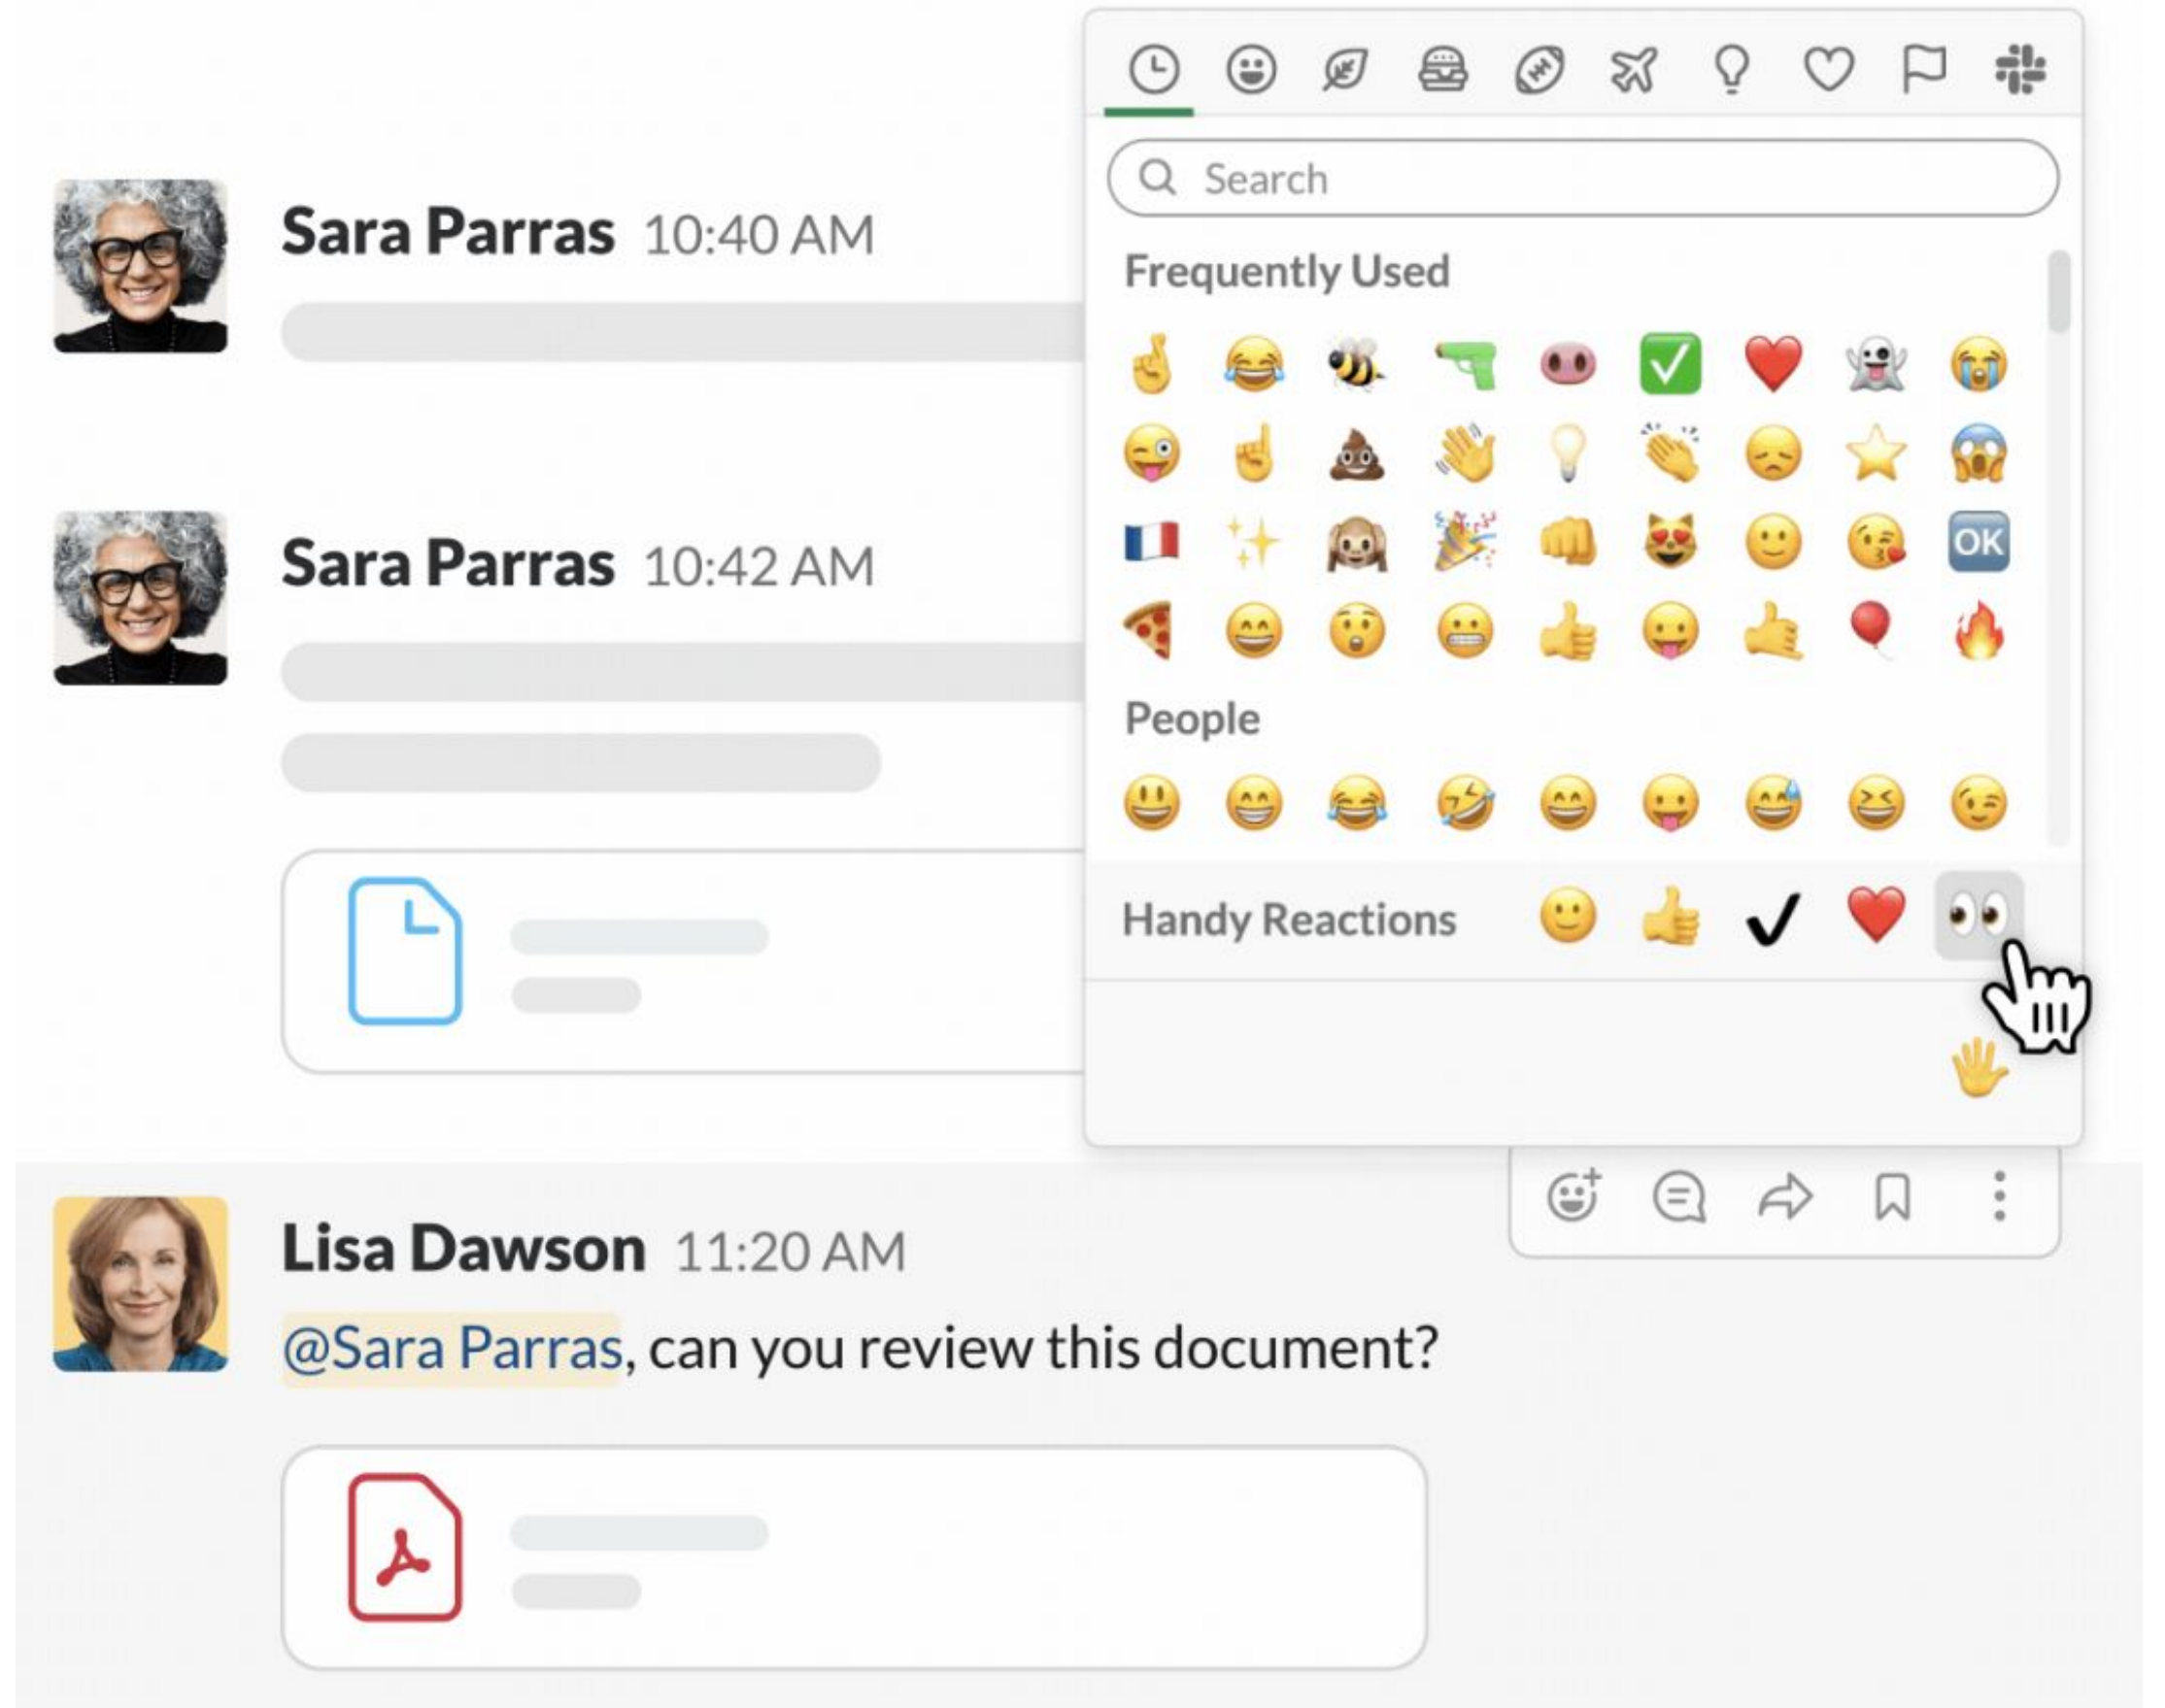 Search
Frequently Used
OK
People
Handy Reactions
Sara Parras 10:40 AM
Sara Parras 10:42 AM
Lisa Dawson 11:20 AM
@Sara Parras, can you review this document?